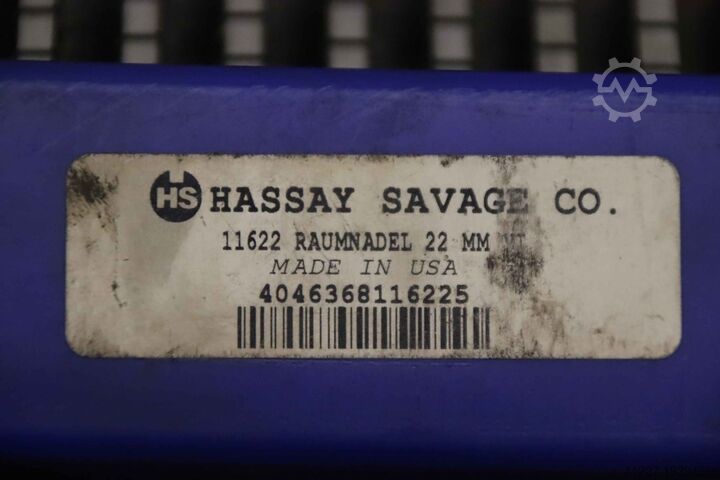 HS HASSAY SAVAGE CO.
11622 RAUMNADEL 22 MM
MADE IN USA
4046368116225